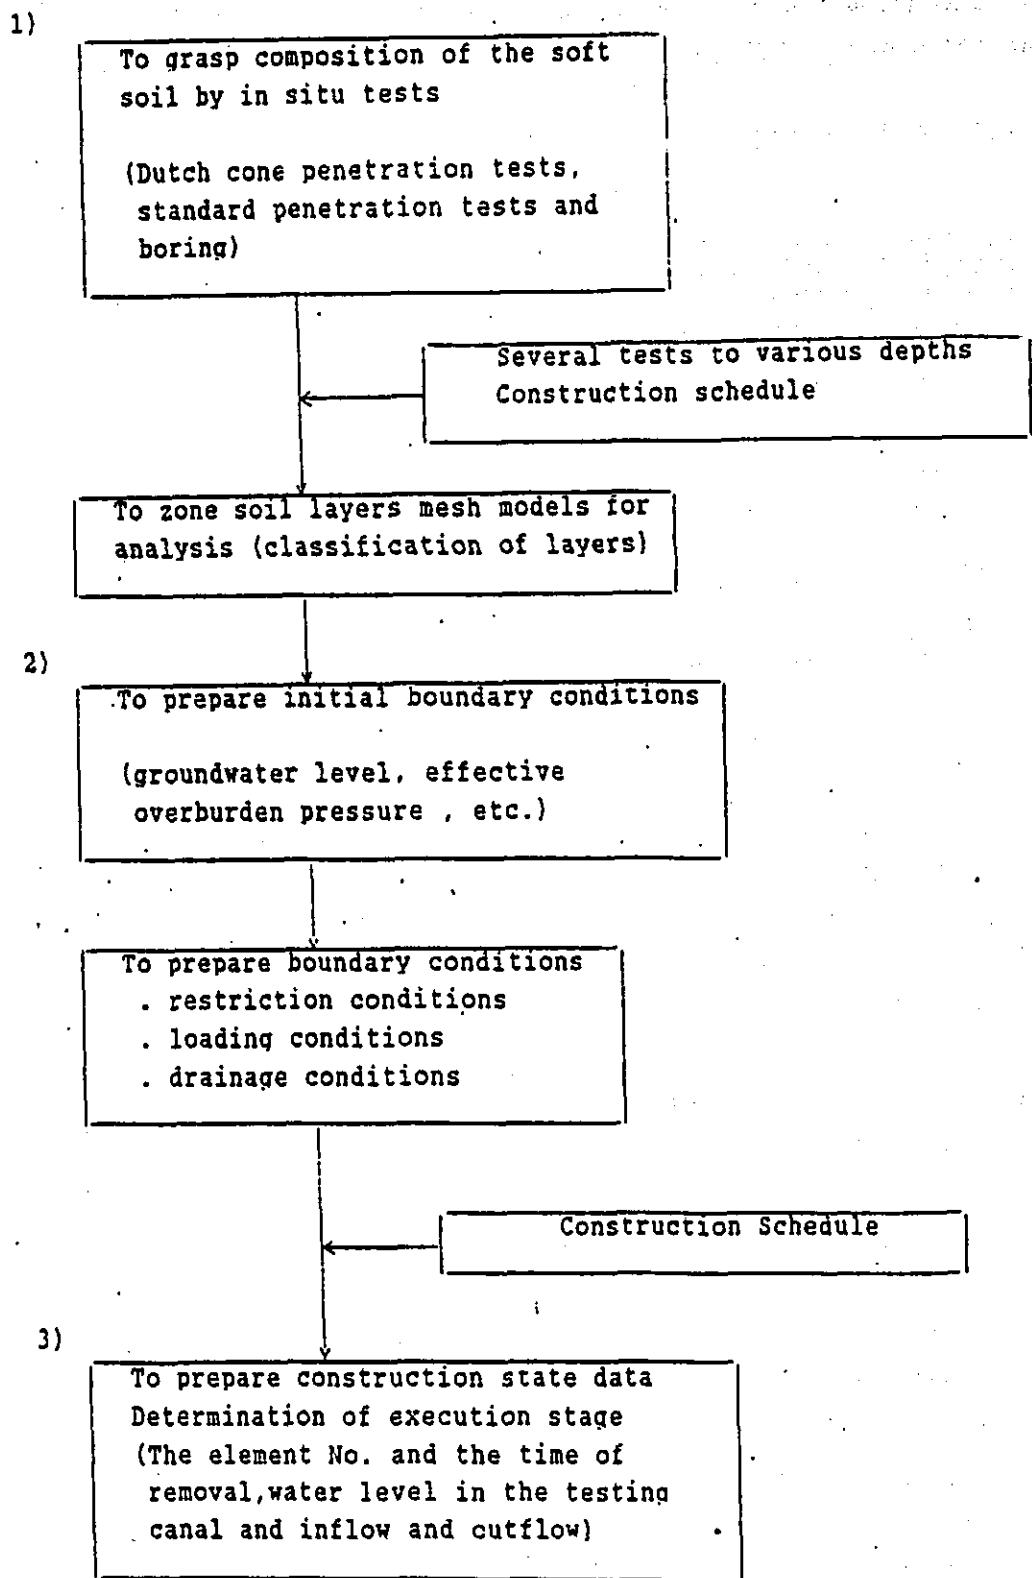 1)
To grasp composition of the soft
soil by in situ tests
(Dutch cone penetration tests,
standard penetration tests and
boring)
Several tests to various depths
Construction schedule
To zone soil layers mesh models for
analysis (classification of layers)
2)
To prepare initial boundary conditions
(groundwater level, effective
overburden pressure , etc.)
To prepare boundary conditions
. restriction conditions
. loading conditions
. drainage conditions
Construction Schedule
3)
To prepare construction state data
Determination of execution stage
(The element No. and the time of
removal,water level in the testing
canal and inflow and outflow)